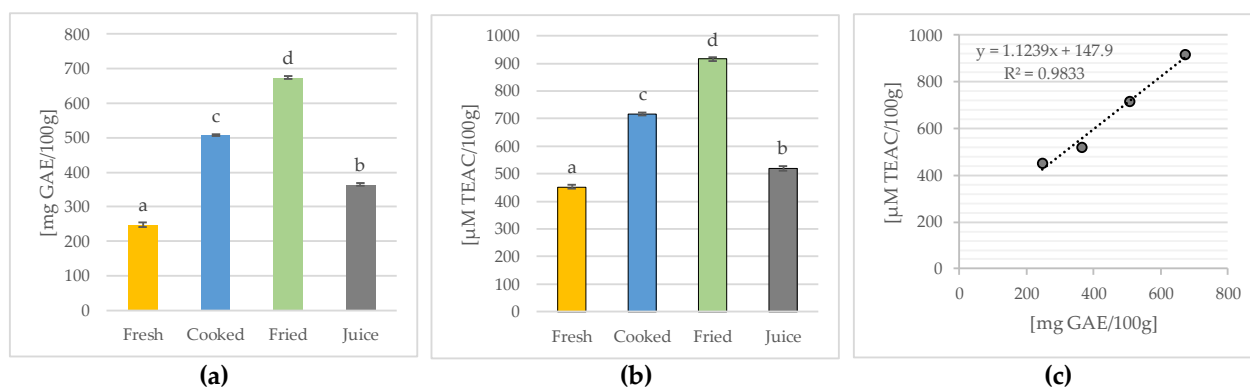 800
700
600
500
400
300
200
100
0
[mg GAE/100g]
a
c
d
b
Fresh Cooked Fried Juice
(a)
1000
900
800
700
600
500
400
300
200
100
0
[µM TEAC/100g]
a
c
d
b
Fresh Cooked Fried Juice
(b)
1000
800
600
400
200
0
[µM TEAC/100g]
y = 1.1239x + 147.9
R² = 0.9833
0 200 400 600 800
[mg GAE/100g]
(c)